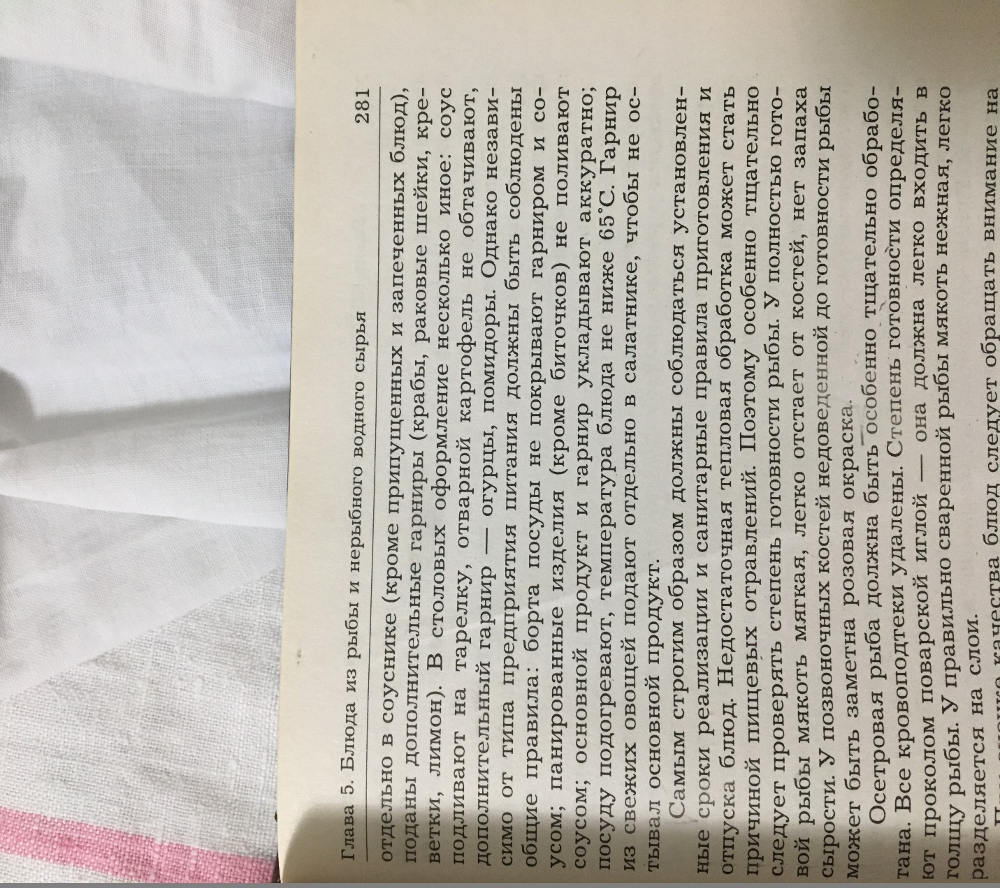 Глава 5. Блюда из рыбы и нерыбного водного сырья 281
отдельно в соуснике (кроме припущенных и запеченных блюд),
поданы дополнительные гарниры (крабы, раковые шейки, кре-
ветки, лимон). В столовых оформление несколько иное: соус
подливают на тарелку, отварной картофель не обтачивают,
дополнительный гарнир — огурцы, помидоры. Однако незави-
симо от типа предприятия питания должны быть соблюдены
общие правила: борта посуды не покрывают гарниром и со-
усом; панированные изделия (кроме биточков) не поливают
соусом; основной продукт и гарнир укладывают аккуратно;
посуду подогревают, температура блюда не ниже 65°С. Гарнир
из свежих овощей подают отдельно в салатнике, чтобы не ос-
тывал основной продукт.
Самым строгим образом должны соблюдаться установлен-
ные сроки реализации и санитарные правила приготовления и
отпуска блюд. Недостаточная тепловая обработка может стать
причиной пищевых отравлений. Поэтому особенно тщательно
следует проверять степень готовности рыбы. У полностью гото-
вой рыбы мякоть мягкая, легко отстает от костей, нет запаха
сырости. У позвоночных костей недоведенной до готовности рыбы
может быть заметна розовая окраска.
Осетровая рыба должна быть особенно тщательно обрабо-
тана. Все кровоподтеки удалены. Степень готовности определя-
ют проколом поварской иглой — она должна легко входить в
толщу рыбы. У правильно сваренной рыбы мякоть нежная, легко
разделяется на слои.
качества блюд следует обращать внимание на